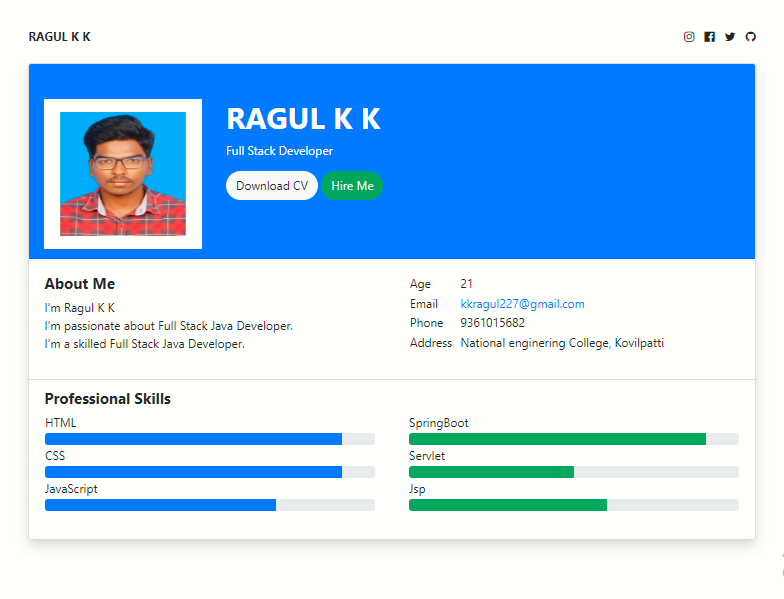 RAGUL K K
RAGUL K K
Full Stack Developer
Download CV
Hire Me
About Me
I'm Ragul K K
I'm passionate about Full Stack Java Developer.
I'm a skilled Full Stack Java Developer.
Age 21
Email kkragul227@gmail.com
Phone 9361015682
Address National enginering College, Kovilpatti
Professional Skills
HTML
CSS
JavaScript
SpringBoot
Servlet
Jsp